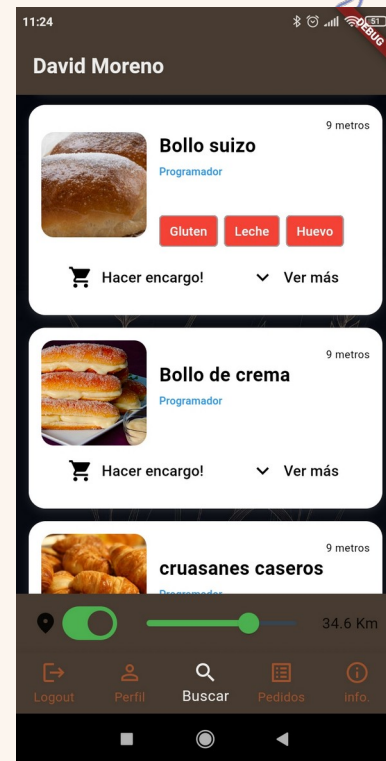 11:24
51
DEBUG
David Moreno
9 metros
Bollo suizo
Programador
Gluten Leche Huevo
Hacer encargo! Ver más
9 metros
Bollo de crema
Programador
Hacer encargo! Ver más
9 metros
cruasanes caseros
34.6 Km
Logout Perfil Buscar Pedidos Info.